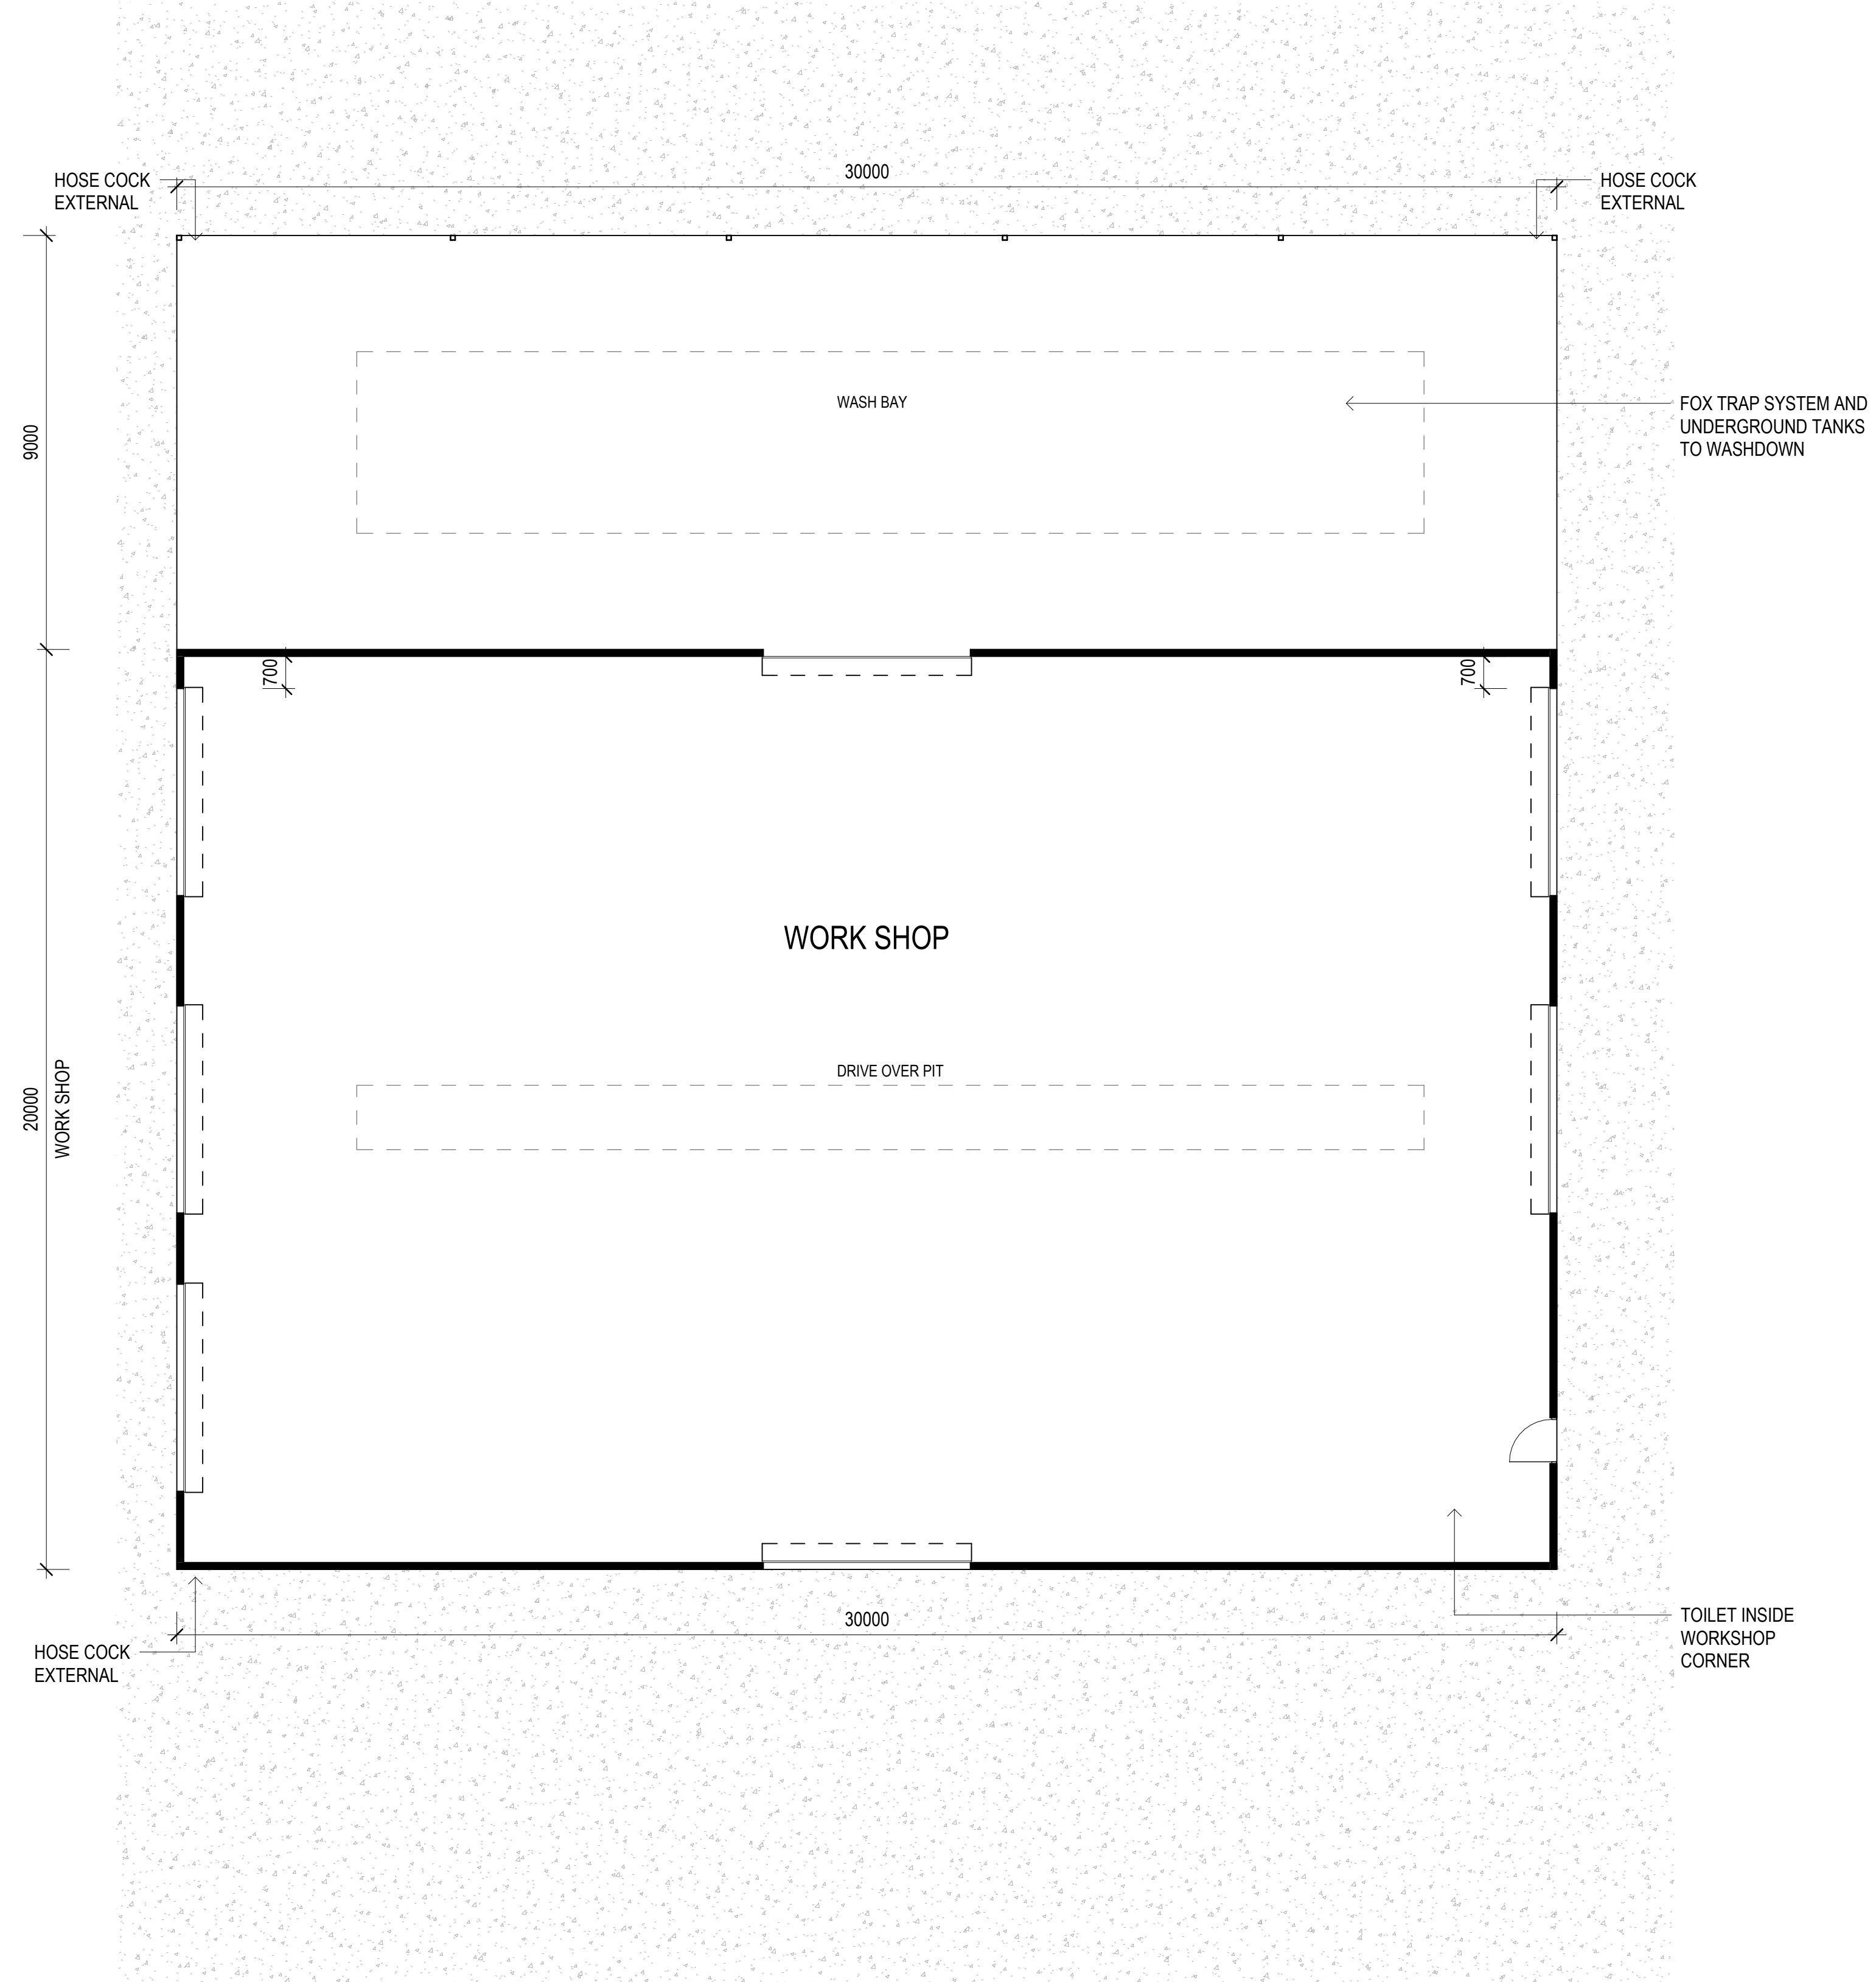 30000
HOSE COCK
EXTERNAL
HOSE COCK
EXTERNAL
WASH BAY
FOX TRAP SYSTEM AND
UNDERGROUND TANKS
TO WASHDOWN
9000
700
700
WORK SHOP
DRIVE OVER PIT
20000
WORK SHOP
30000
HOSE COCK
EXTERNAL
TOILET INSIDE
WORKSHOP
CORNER